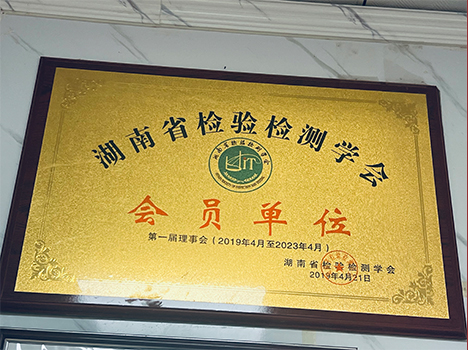 湖南省检验检测学会
会员单位
第一届理事会（2019年4月至2023年4月）
湖南省检验检测学会
2019年4月21日